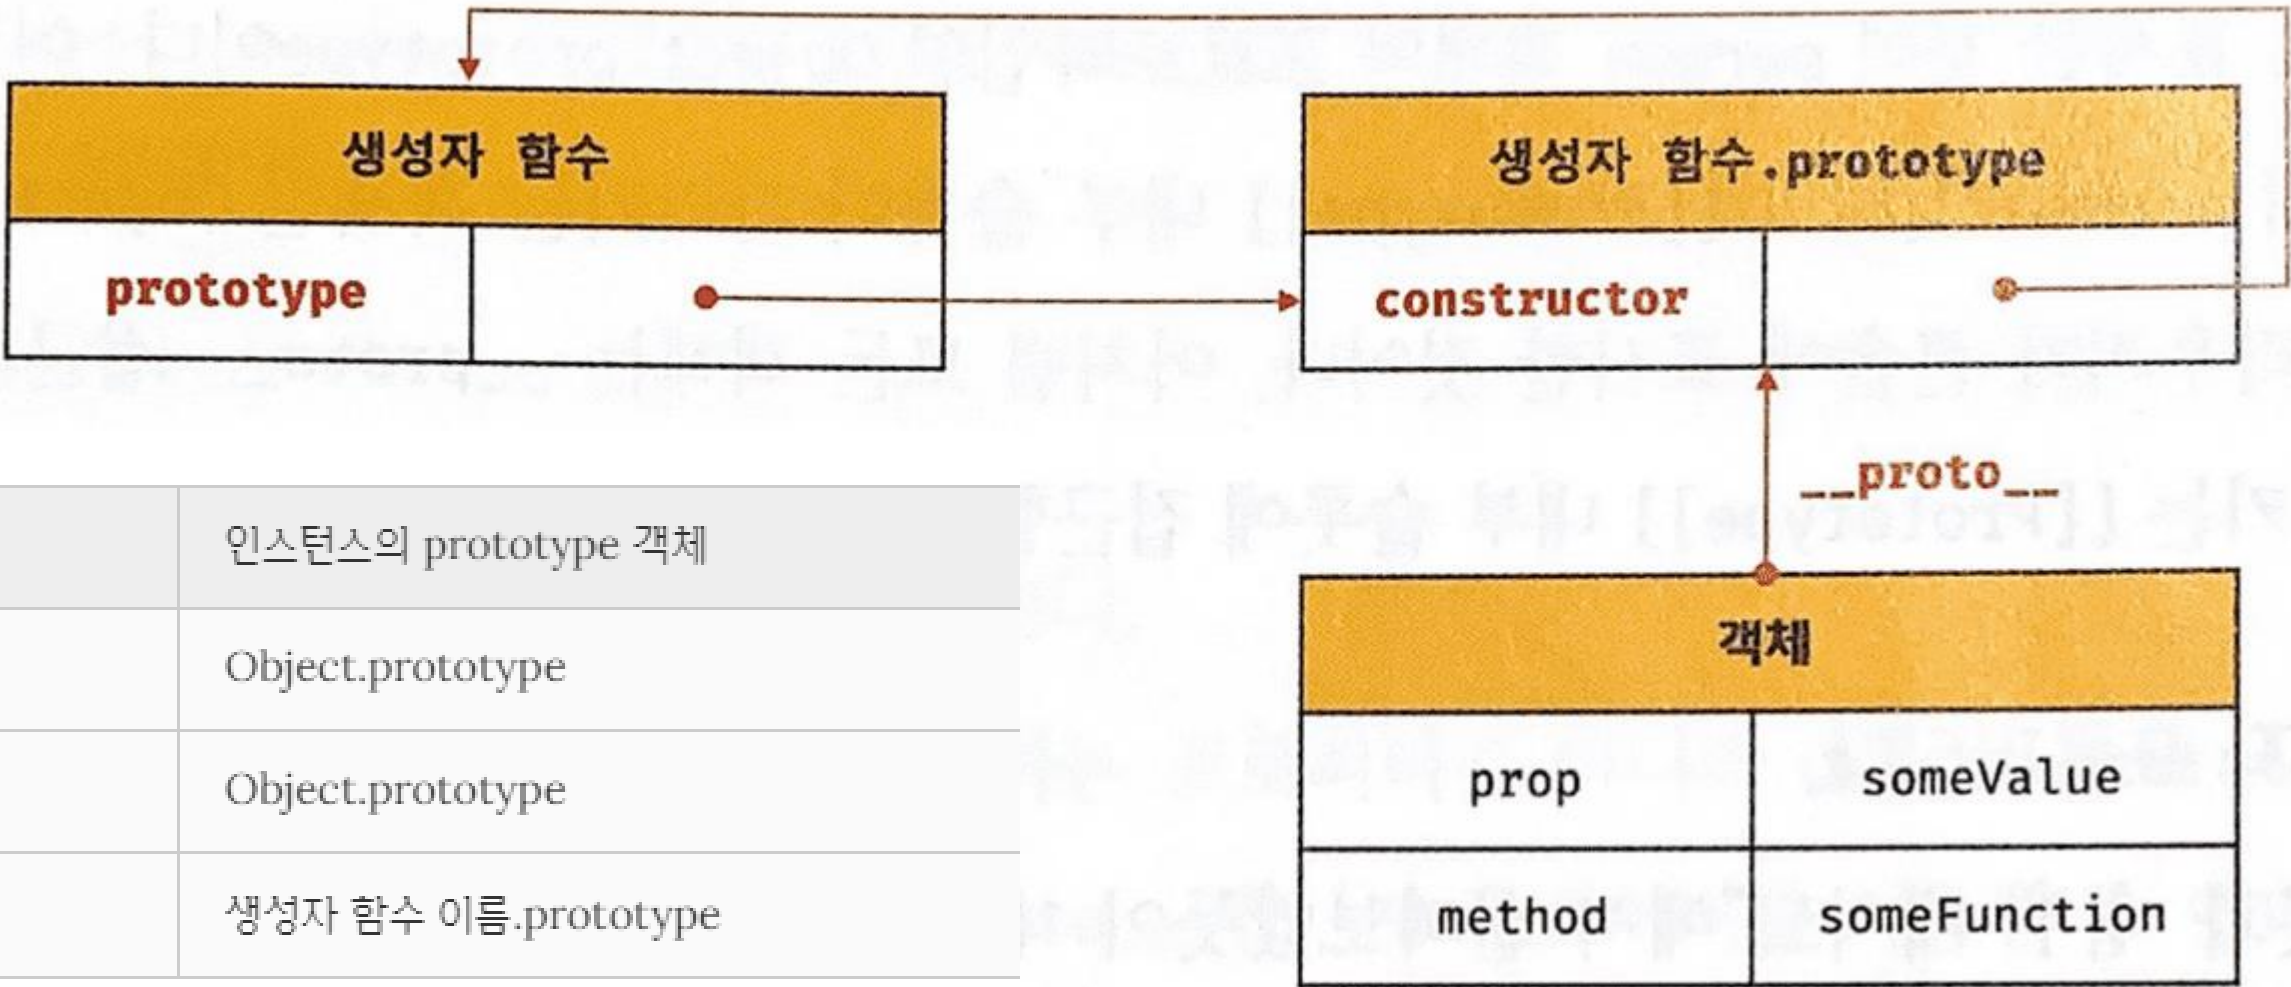 생성자 함수
prototype
생성자 함수.prototype
constructor
__proto__
객체
prop someValue
method someFunction
인스턴스의 prototype 객체
Object.prototype
Object.prototype
생성자 함수 이름.prototype